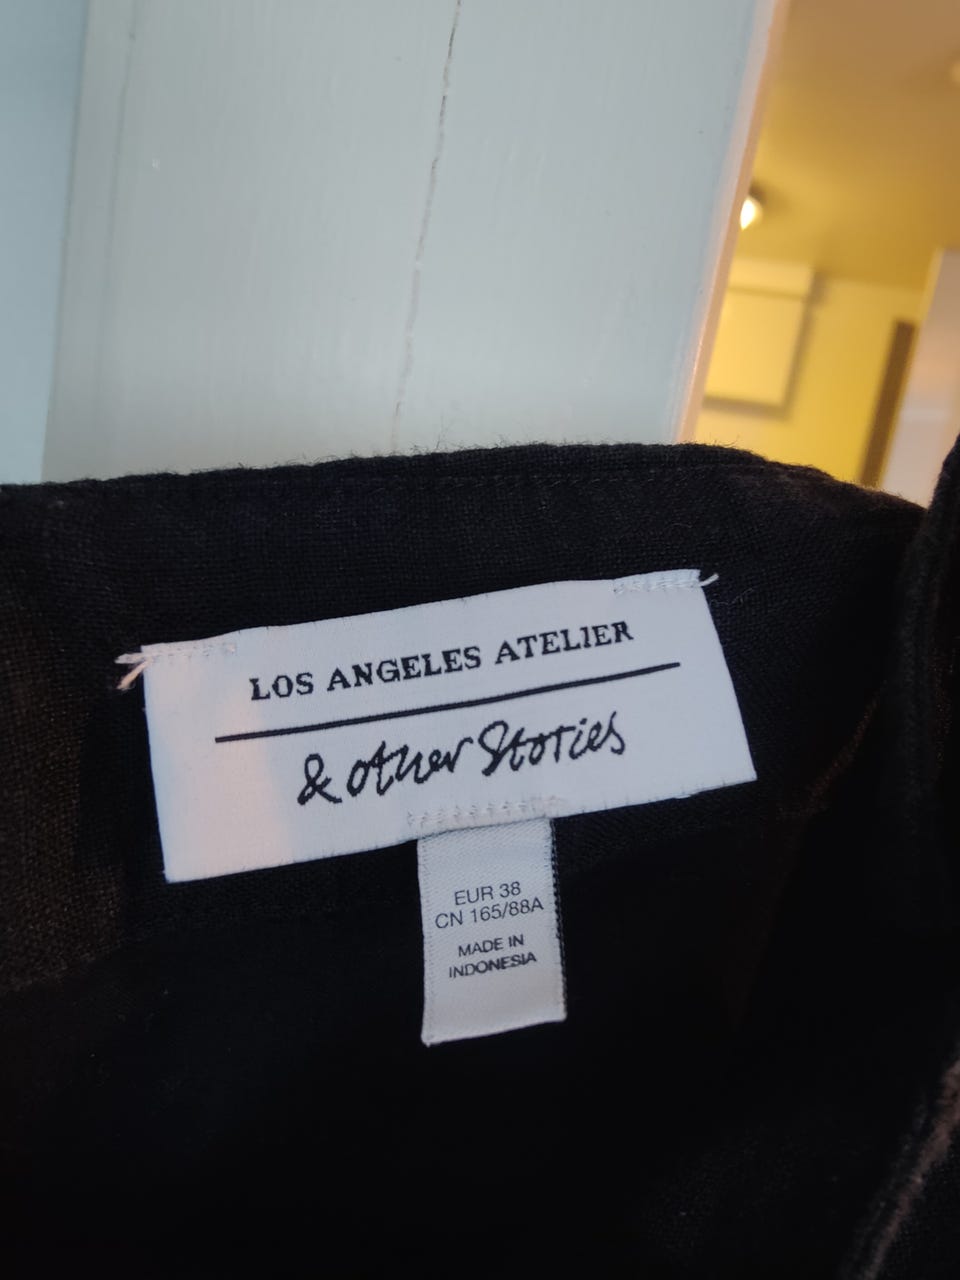 LOS ANGELES ATELIER
& other Stories
EUR 38
CN 165/88A
MADE IN
INDONESIA